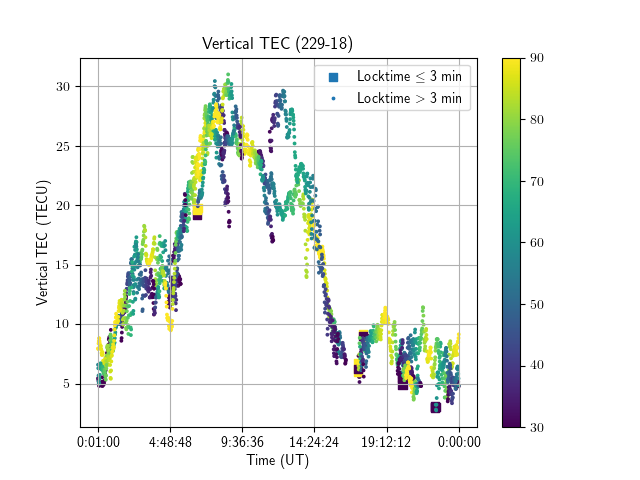 Vertical TEC (229-18)
Locktime ≤ 3 min
Locktime > 3 min
Vertical TEC (TECU)
30
25
20
15
10
5
0:01:00 4:48:48 9:36:36 14:24:24 19:12:12 0:00:00
Time (UT)
90
80
70
60
50
40
30